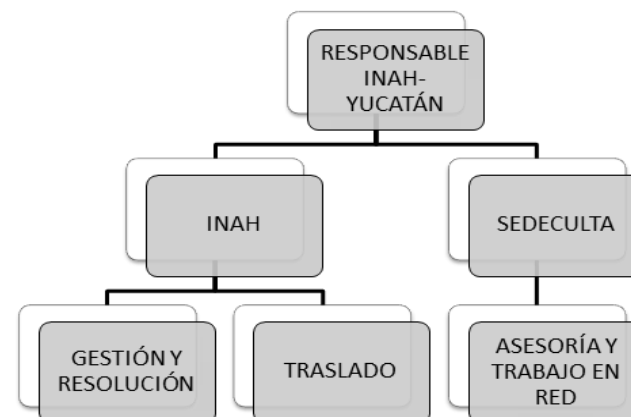 RESPONSABLE
INAH-
YUCATÁN
INAH
SEDECULTA
GESTIÓN Y
RESOLUCIÓN
TRASLADO
ASESORÍA Y
TRABAJO EN
RED